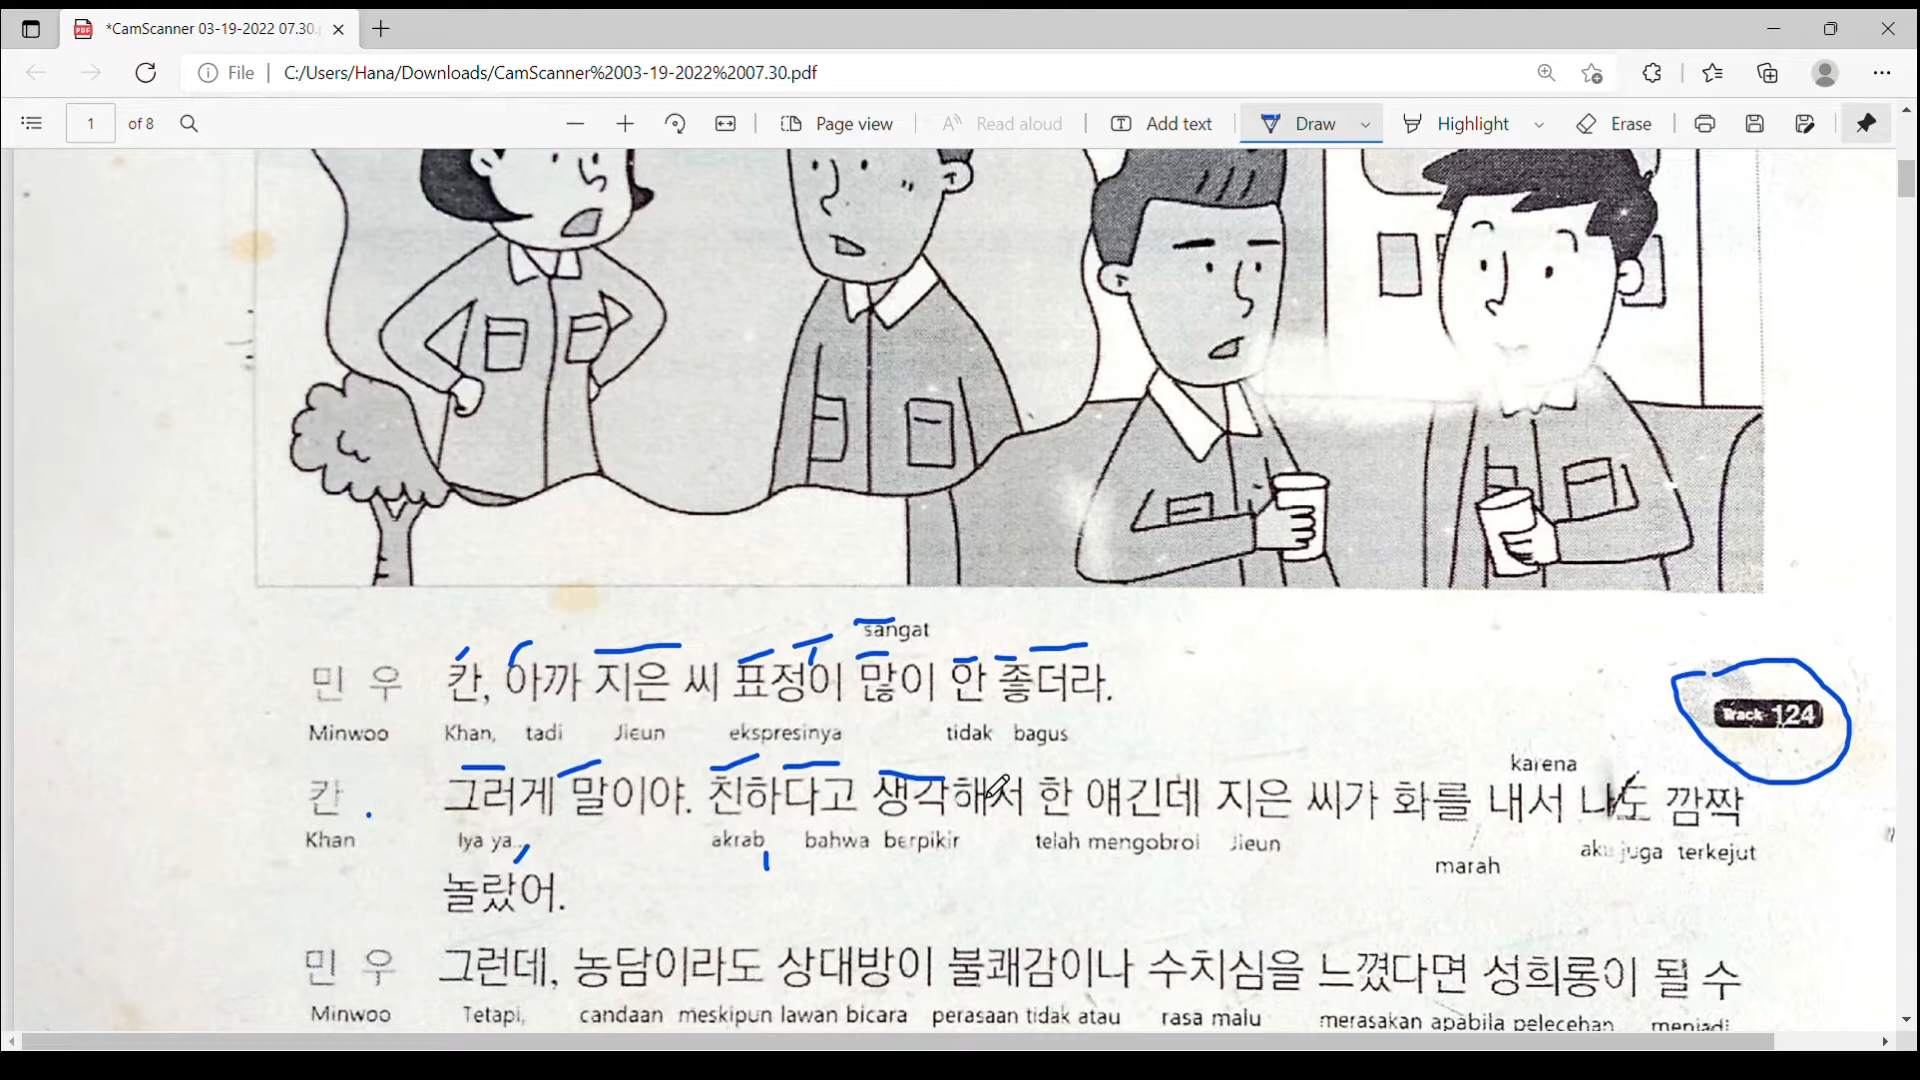 *CamScanner 03-19-2022 07.30.
File
C:/Users/Hana/Downloads/CamScanner%2003-19-2022%2007.30.pdf
1 of 8
Page view
Read aloud
Add text
Draw
Highlight
Erase
sangat
민 우 칸, 아까 지은 씨 표정이 많이 안 좋더라.
Minwoo Khan, tadi Jieun ekspresinya tidak bagus
Track 124
karena
칸 그러게 말이야. 친하다고 생각해서 한 얘긴데 지은 씨가 화를 내서 나도 깜짝
Khan Iya ya.. akrab bahwa berpikir telah mengobrol Jieun marah aku juga terkejut
놀랐어.
민 우 그런데, 농담이라도 상대방이 불쾌감이나 수치심을 느꼈다면 성희롱이 될 수
Minwoo Tetapi, candaan meskipun lawan bicara perasaan tidak atau rasa malu merasakan apabila pelecehan menjadi